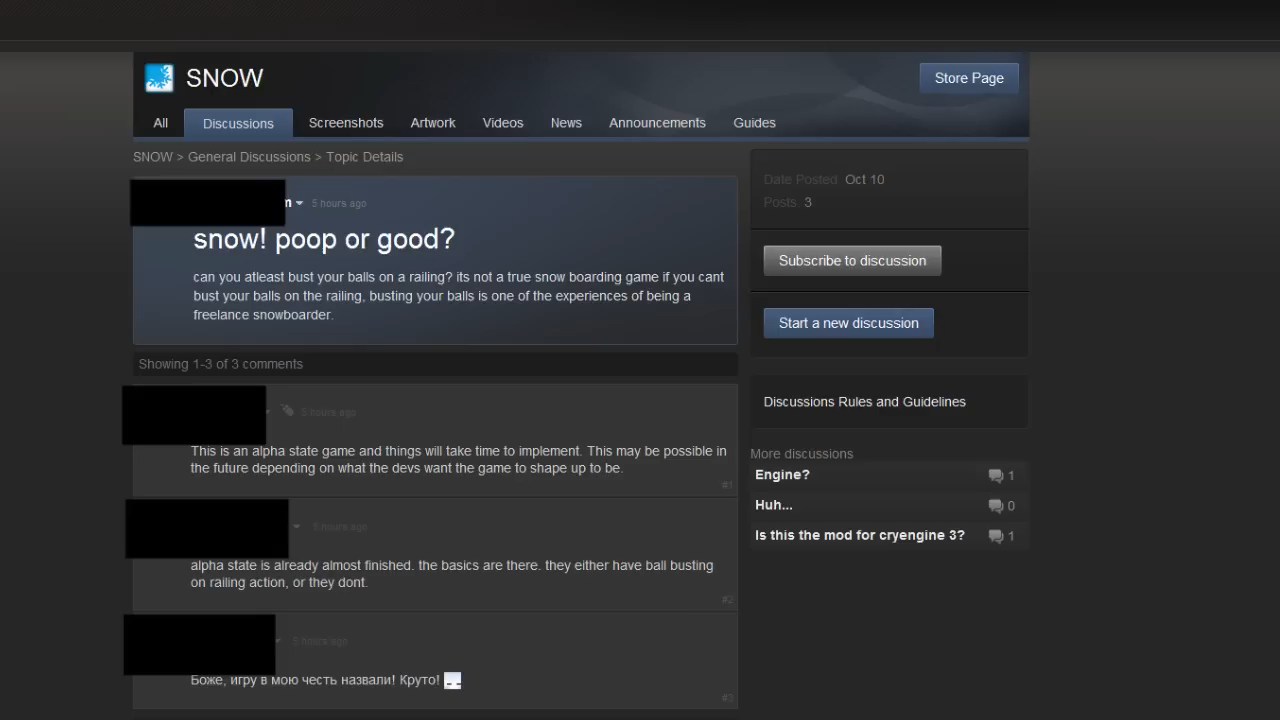 SNOW
Store Page
All Discussions Screenshots Artwork Videos News Announcements Guides
SNOW > General Discussions > Topic Details
m 5 hours ago
snow! poop or good?
can you atleast bust your balls on a railing? its not a true snow boarding game if you cant
bust your balls on the railing, busting your balls is one of the experiences of being a
freelance snowboarder.
Showing 1-3 of 3 comments
5 hours ago
This is an alpha state game and things will take time to implement. This may be possible in
the future depending on what the devs want the game to shape up to be.
#1
5 hours ago
alpha state is already almost finished. the basics are there. they either have ball busting
on railing action, or they dont.
#2
5 hours ago
Боже, игру в мою честь назвали! Круто!
#3
Date Posted Oct 10
Posts 3
Subscribe to discussion
Start a new discussion
Discussions Rules and Guidelines
More discussions
Engine? 1
Huh... 0
Is this the mod for cryengine 3? 1